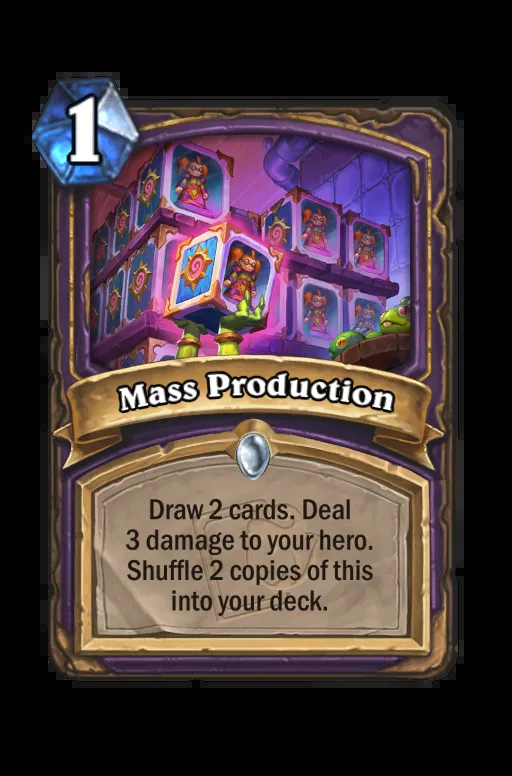 1
Mass Production
Draw 2 cards. Deal
3 damage to your hero.
Shuffle 2 copies of this
into your deck.